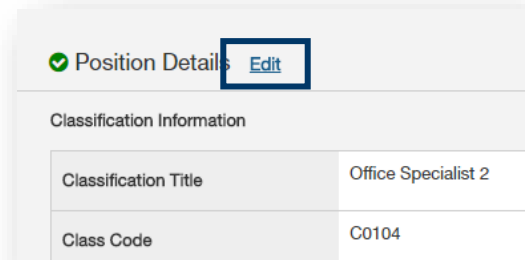 Position Details Edit
Classification Information
Classification Title Office Specialist 2
Class Code C0104